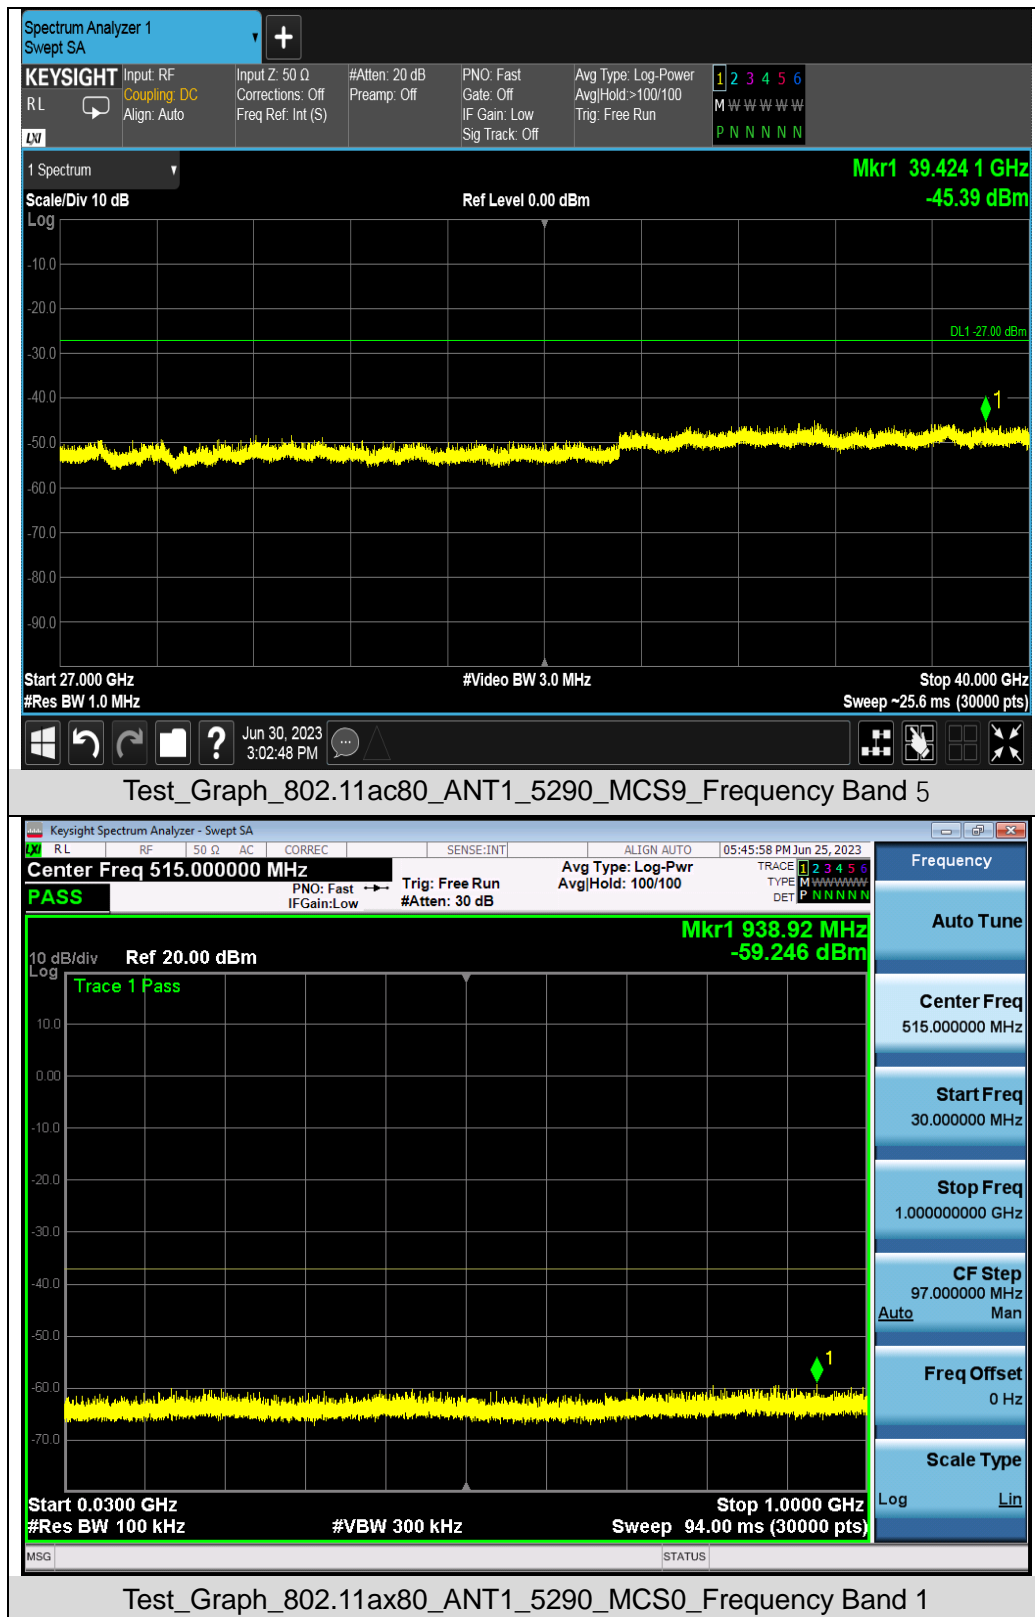 Spectrum Analyzer 1
Swept SA
KEYSIGHT
RL
LXI
Input: RF
Coupling: DC
Align: Auto
Input Z: 50 Ω
Corrections: Off
Freq Ref: Int (S)
#Atten: 20 dB
Preamp: Off
PNO: Fast
Gate: Off
IF Gain: Low
Sig Track: Off
Avg Type: Log-Power
Avg|Hold:>100/100
Trig: Free Run
1 2 3 4 5 6
M W W W W W
P N N N N N
1 Spectrum
Mkr1 39.424 1 GHz
-45.39 dBm
Scale/Div 10 dB
Ref Level 0.00 dBm
Log
-10.0
-20.0
DL1 -27.00 dBm
-30.0
-40.0
1
-50.0
-60.0
-70.0
-80.0
-90.0
Start 27.000 GHz
#Video BW 3.0 MHz
Stop 40.000 GHz
#Res BW 1.0 MHz
Sweep ~25.6 ms (30000 pts)
?
Jun 30, 2023
3:02:48 PM
Test_Graph_802.11ac80_ANT1_5290_MCS9_Frequency Band 5
Keysight Spectrum Analyzer - Swept SA
LXI RL RF 50 Ω AC CORREC SENSE:INT ALIGN AUTO 05:45:58 PM Jun 25, 2023
Center Freq 515.000000 MHz
PASS
PNO: Fast
IFGain:Low
Trig: Free Run
#Atten: 30 dB
Avg Type: Log-Pwr
Avg|Hold: 100/100
TRACE 1 2 3 4 5 6
TYPE M W W W W W
DET P N N N N N
Mkr1 938.92 MHz
-59.246 dBm
10 dB/div
Ref 20.00 dBm
Log
Trace 1 Pass
10.0
0.00
-10.0
-20.0
-30.0
-40.0
-50.0
1
-60.0
-70.0
Start 0.0300 GHz
Stop 1.0000 GHz
#Res BW 100 kHz
#VBW 300 kHz
Sweep 94.00 ms (30000 pts)
MSG
STATUS
Frequency
Auto Tune
Center Freq
515.000000 MHz
Start Freq
30.000000 MHz
Stop Freq
1.000000000 GHz
CF Step
97.000000 MHz
Auto Man
Freq Offset
0 Hz
Scale Type
Log Lin
Test_Graph_802.11ax80_ANT1_5290_MCS0_Frequency Band 1